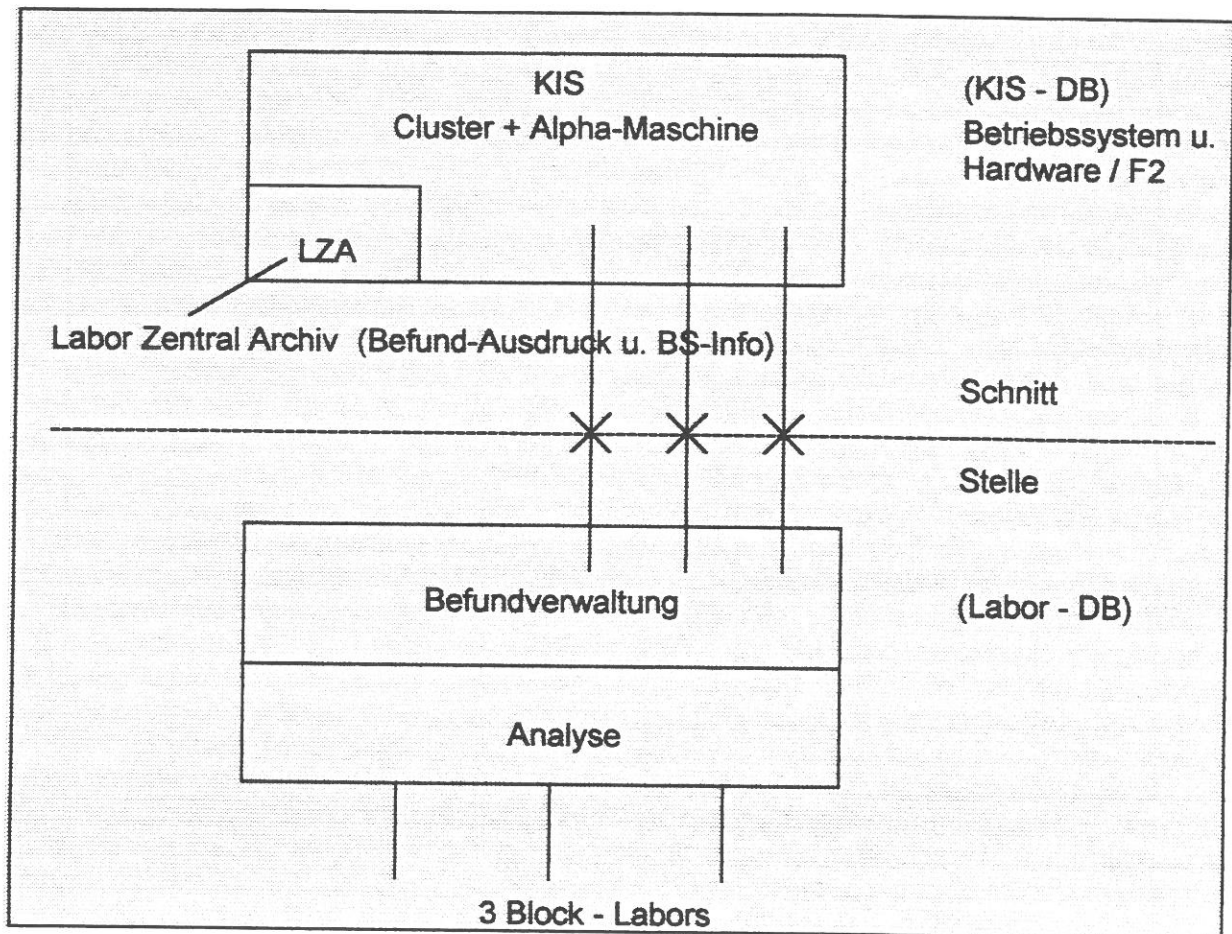 KIS
Cluster + Alpha-Maschine
(KIS - DB)
Betriebssystem u.
Hardware / F2
LZA
Labor Zentral Archiv (Befund-Ausdruck u. BS-Info)
Schnitt
Stelle
Befundverwaltung
(Labor - DB)
Analyse
3 Block - Labors